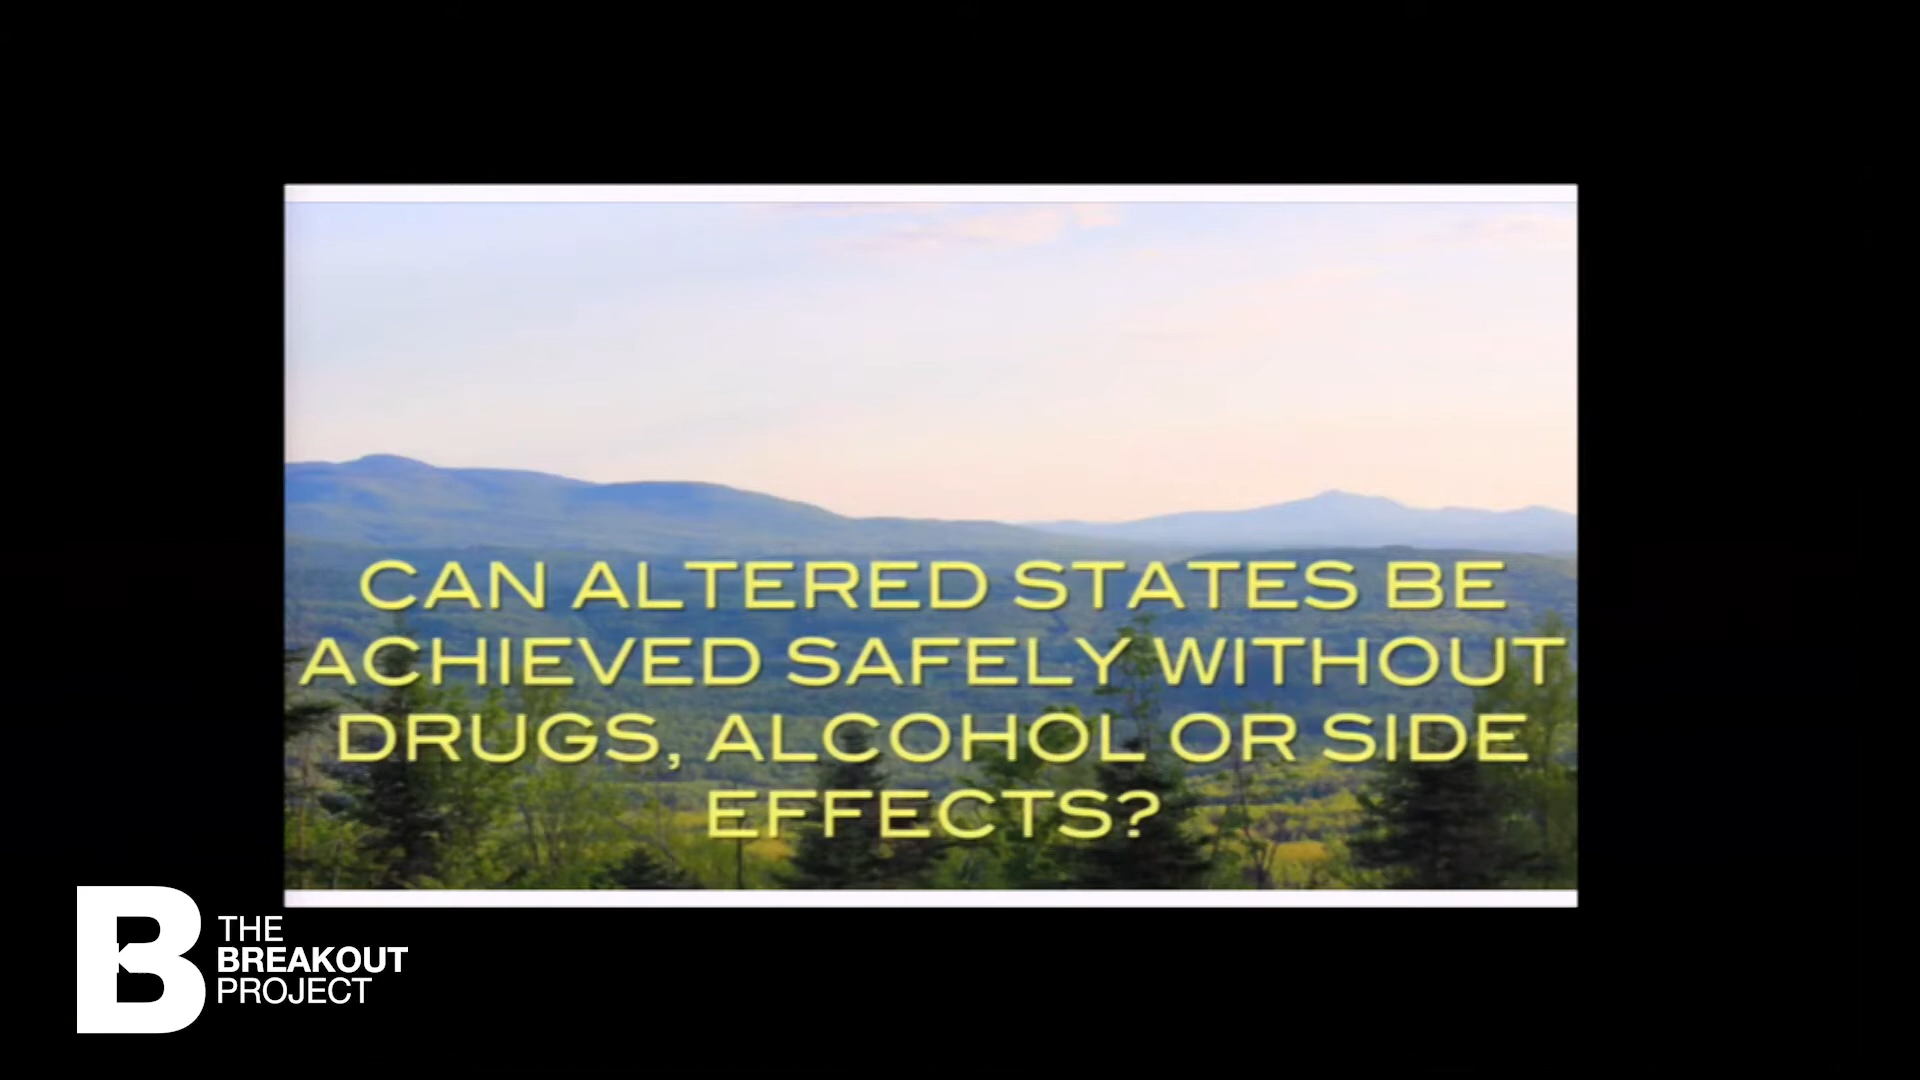 CAN ALTERED STATES BE
ACHIEVED SAFELY WITHOUT
DRUGS, ALCOHOL OR SIDE
EFFECTS?
B THE
BREAKOUT
PROJECT